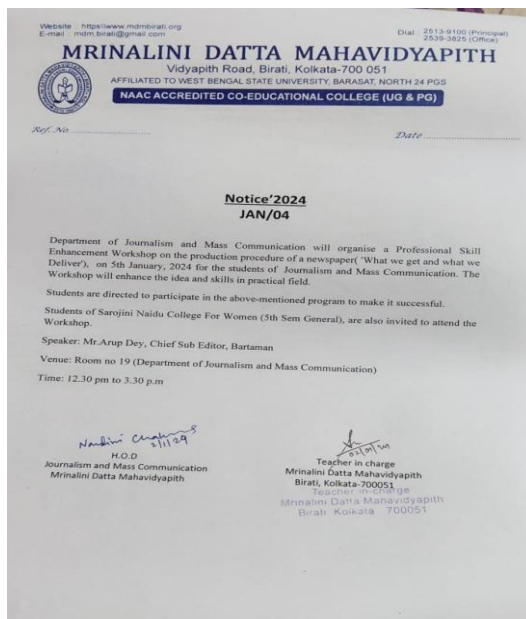 Website : https//www.mdmbirati.org
E-mail : mdm.birati@gmail.com
Dial : 2513-9100 (Principal)
2539-3825 (Office)
MRINALINI DATTA MAHAVIDYAPITH
Vidyapith Road, Birati, Kolkata-700 051
AFFILIATED TO WEST BENGAL STATE UNIVERSITY, BARASAT, NORTH 24 PGS
NAAC ACCREDITED CO-EDUCATIONAL COLLEGE (UG & PG)
Ref. No
Date
Notice'2024
JAN/04
Department of Journalism and Mass Communication will organise a Professional Skill
Enhancement Workshop on the production procedure of a newspaper( 'What we get and what we
Deliver'), on 5th January, 2024 for the students of Journalism and Mass Communication. The
Workshop will enhance the idea and skills in practical field.
Students are directed to participate in the above-mentioned program to make it successful.
Students of Sarojini Naidu College For Women (5th Sem General), are also invited to attend the
Workshop.
Speaker: Mr.Arup Dey, Chief Sub Editor, Bartaman
Venue: Room no 19 (Department of Journalism and Mass Communication)
Time: 12.30 pm to 3.30 p.m
Nandini
H.O.D
Journalism and Mass Communication
Mrinalini Datta Mahavidyapith
Teacher in charge
Mrinalini Datta Mahavidyapith
Birati, Kolkata-700051
Teacher in-charge
Mrinalini Datta Mahavidyapith
Birati Kolkata 700051